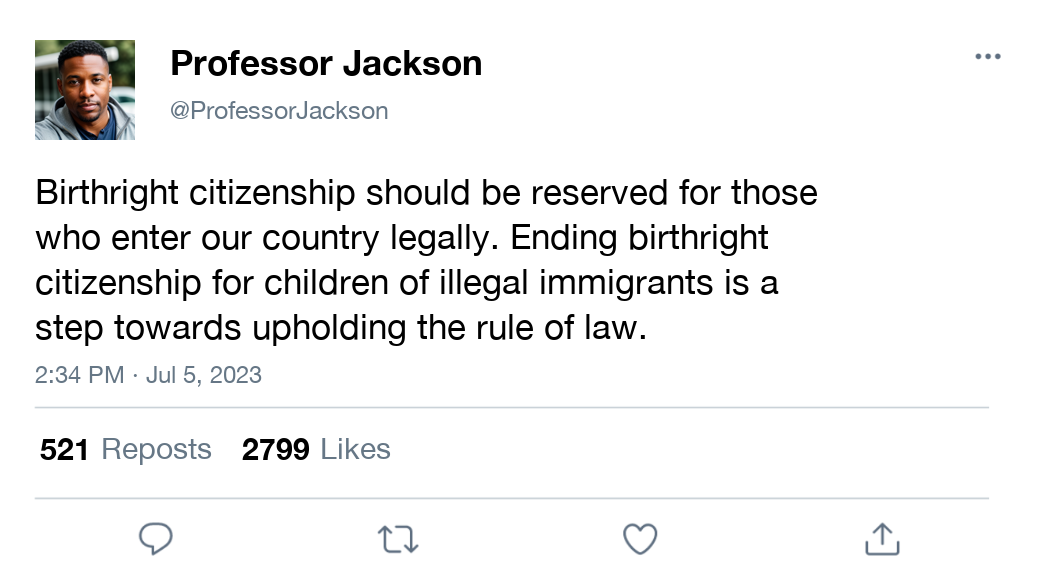 Professor Jackson
@ProfessorJackson
Birthright citizenship should be reserved for those
who enter our country legally. Ending birthright
citizenship for children of illegal immigrants is a
step towards upholding the rule of law.
2:34 PM · Jul 5, 2023
521 Reposts 2799 Likes